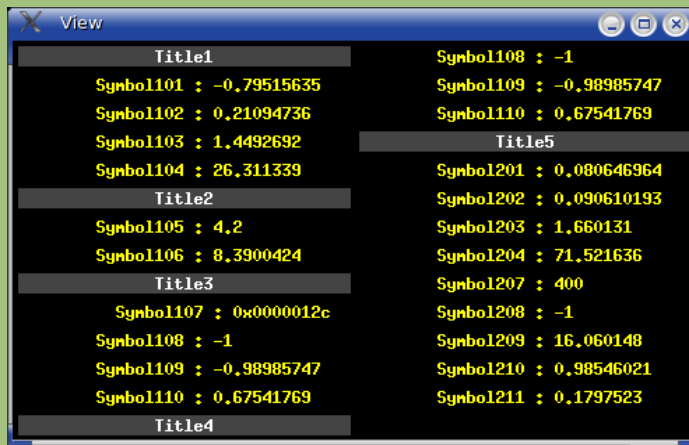 View
Title1
Symbol101 : -0.79515635
Symbol102 : 0.21094736
Symbol103 : 1.4492692
Symbol104 : 26.311339
Title2
Symbol105 : 4.2
Symbol106 : 8.3900424
Title3
Symbol107 : 0x0000012c
Symbol108 : -1
Symbol109 : -0.98985747
Symbol110 : 0.67541769
Title4
Symbol108 : -1
Symbol109 : -0.98985747
Symbol110 : 0.67541769
Title5
Symbol201 : 0.080646964
Symbol202 : 0.090610193
Symbol203 : 1.660131
Symbol204 : 71.521636
Symbol207 : 400
Symbol208 : -1
Symbol209 : 16.060148
Symbol210 : 0.98546021
Symbol211 : 0.1797523